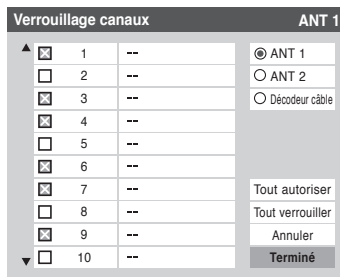 Verrouillage canaux ANT 1
1 -- ANT 1
2 -- ANT 2
3 -- Décodeur câble
4 --
5 --
6 --
7 -- Tout autoriser
8 -- Tout verrouiller
9 -- Annuler
10 -- Terminé